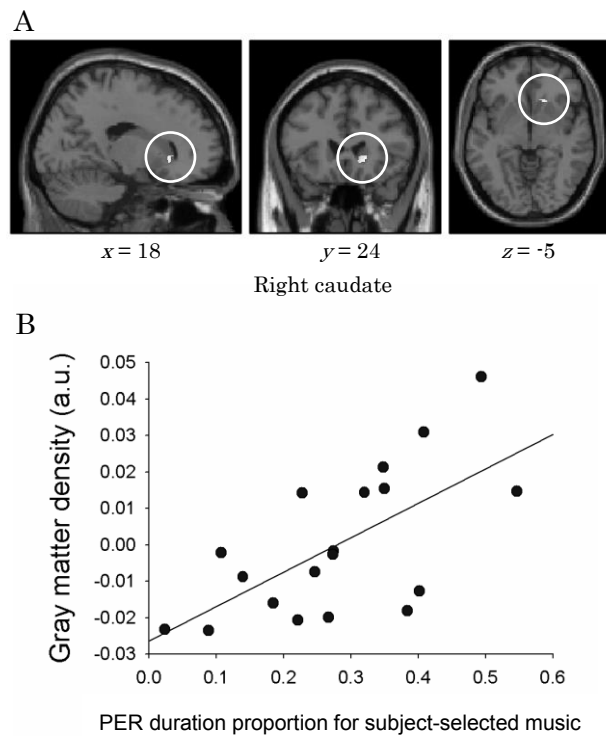 A
x = 18
y = 24
z = -5
Right caudate
B
Gray matter density (a.u.)
0.05
0.04
0.03
0.02
0.01
0.00
-0.01
-0.02
-0.03
0.0 0.1 0.2 0.3 0.4 0.5 0.6
PER duration proportion for subject-selected music